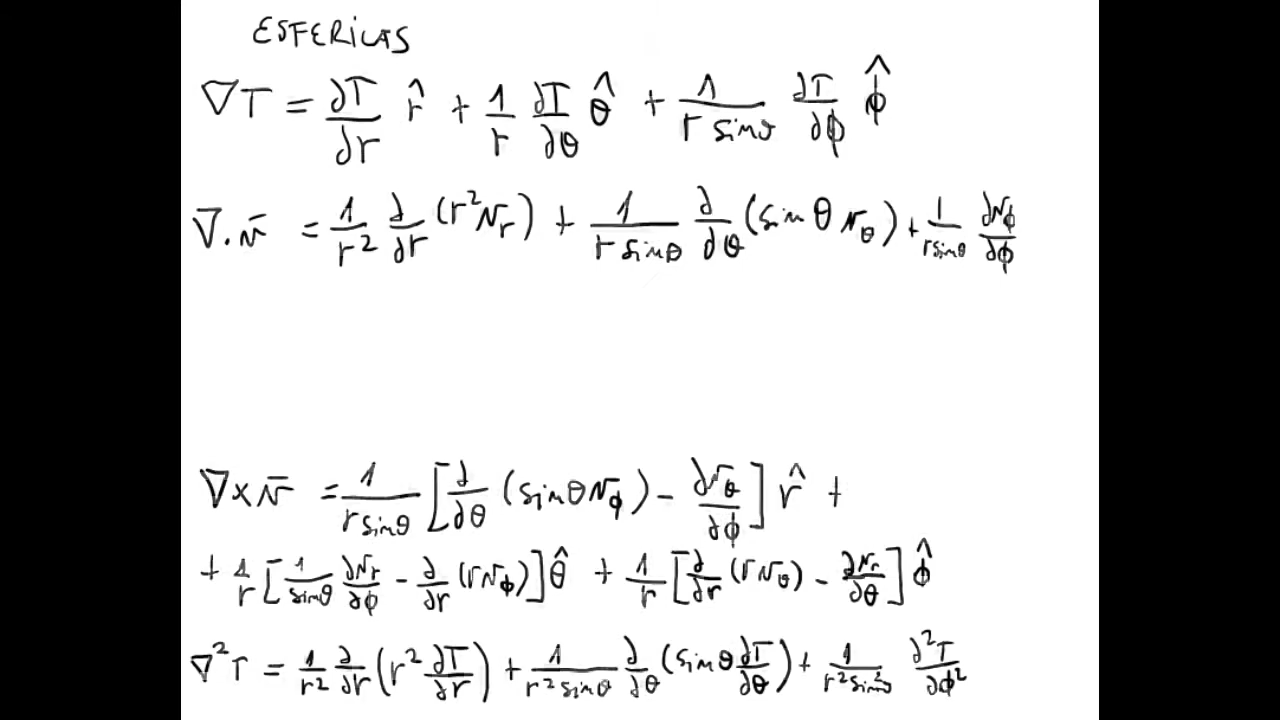 ESFERICAS
∇T = ∂T/∂r r̂ + 1/r ∂T/∂θ θ̂ + 1/(r sinθ) ∂T/∂ϕ ϕ̂
∇·v̄ = 1/r² ∂/∂r (r² v_r) + 1/(r sinθ) ∂/∂θ (sinθ v_θ) + 1/(r sinθ) ∂v_ϕ/∂ϕ
∇×v̄ = 1/(r sinθ) [∂/∂θ (sinθ v_ϕ) − ∂v_θ/∂ϕ] r̂ +
+ 1/r [1/sinθ ∂v_r/∂ϕ − ∂/∂r (r v_ϕ)] θ̂ + 1/r [∂/∂r (r v_θ) − ∂v_r/∂θ] ϕ̂
∇²T = 1/r² ∂/∂r (r² ∂T/∂r) + 1/(r² sinθ) ∂/∂θ (sinθ ∂T/∂θ) + 1/(r² sin²θ) ∂²T/∂ϕ²